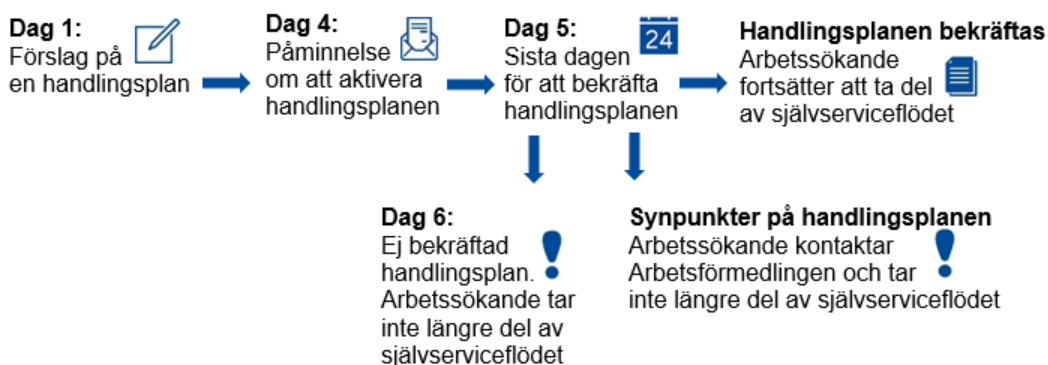 Dag 1:
Förslag på
en handlingsplan
Dag 4:
Påminnelse
om att aktivera
handlingsplanen
Dag 5:
Sista dagen
för att bekräfta
handlingsplanen
24
Handlingsplanen bekräftas
Arbetssökande
fortsätter att ta del
av självserviceflödet
Dag 6:
Ej bekräftad
handlingsplan.
Arbetssökande tar
inte längre del av
självserviceflödet
Synpunkter på handlingsplanen
Arbetssökande kontaktar
Arbetsförmedlingen och tar
inte längre del av självserviceflödet